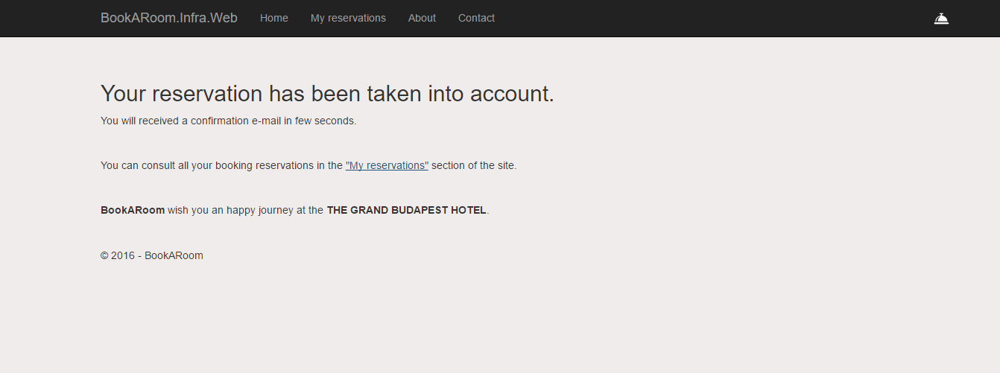 BookARoom.Infra.Web Home My reservations About Contact
Your reservation has been taken into account.
You will received a confirmation e-mail in few seconds.
You can consult all your booking reservations in the "My reservations" section of the site.
BookARoom wish you an happy journey at the THE GRAND BUDAPEST HOTEL.
© 2016 - BookARoom